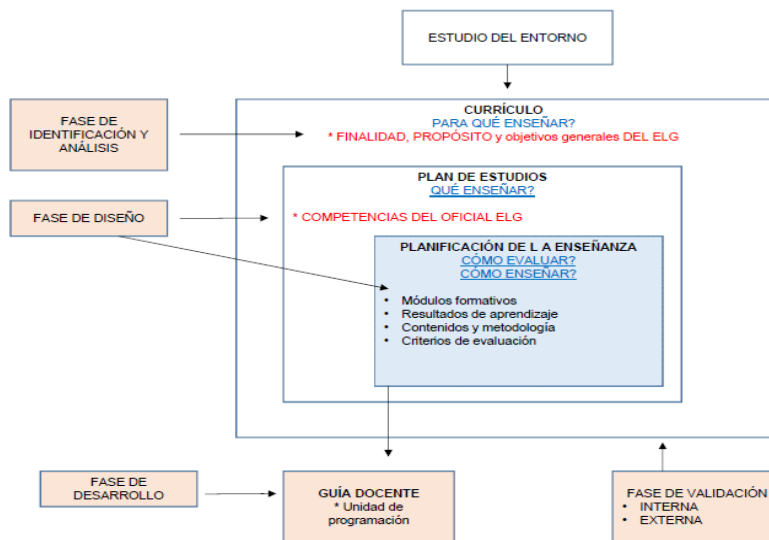 ESTUDIO DEL ENTORNO
FASE DE
IDENTIFICACIÓN Y
ANÁLISIS
CURRÍCULO
PARA QUÉ ENSEÑAR?
* FINALIDAD, PROPÓSITO y objetivos generales DEL ELG
PLAN DE ESTUDIOS
QUÉ ENSEÑAR?
FASE DE DISEÑO
* COMPETENCIAS DEL OFICIAL ELG
PLANIFICACIÓN DE L A ENSEÑANZA
CÓMO EVALUAR?
CÓMO ENSEÑAR?
• Módulos formativos
• Resultados de aprendizaje
• Contenidos y metodología
• Criterios de evaluación
FASE DE
DESARROLLO
GUÍA DOCENTE
* Unidad de
programación
FASE DE VALIDACIÓN
• INTERNA
• EXTERNA